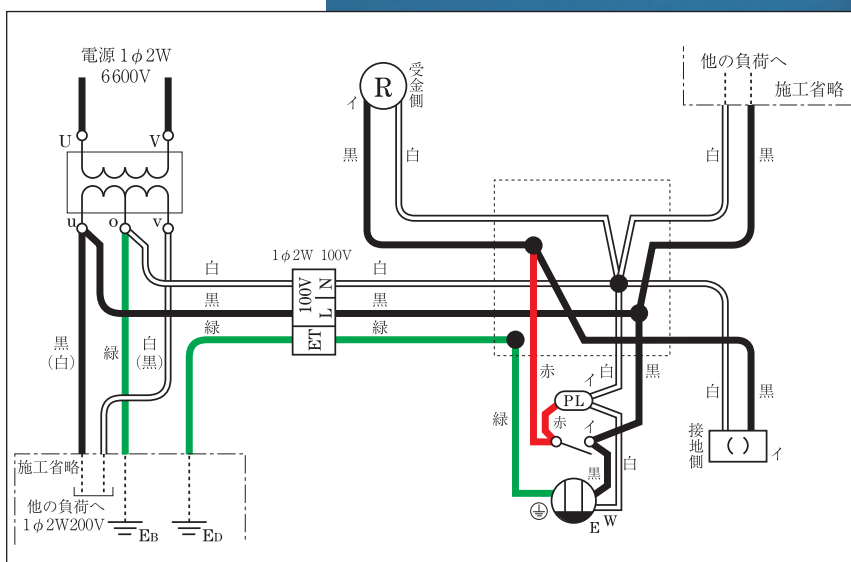 電源 1φ2W
6600V
受金側
他の負荷へ
施工省略
R
イ
U
V
黒
白
白
黒
u
o
v
1φ2W 100V
白
100V
N
白
黒
L
黒
緑
ET
緑
黒
(白)
緑
白
(黒)
赤
イ
白
黒
白
黒
PL
緑
赤
イ
接地側
イ
施工省略
黒
白
他の負荷へ
1φ2W200V
EB
ED
E
W